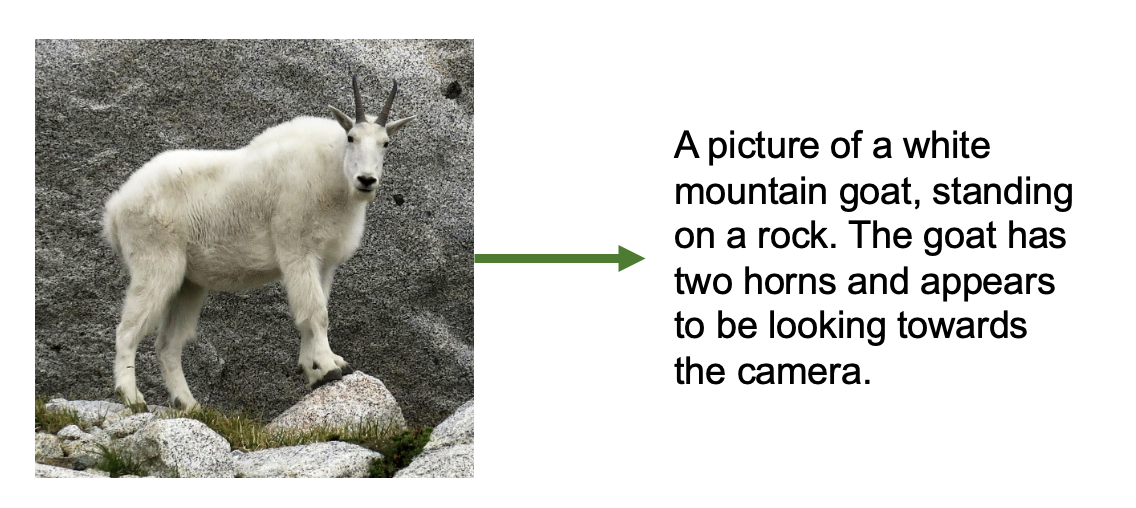 A picture of a white
mountain goat, standing
on a rock. The goat has
two horns and appears
to be looking towards
the camera.